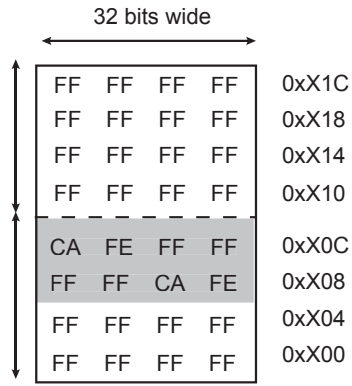 32 bits wide
FF FF FF FF 0xX1C
FF FF FF FF 0xX18
FF FF FF FF 0xX14
FF FF FF FF 0xX10
CA FE FF FF 0xX0C
FF FF CA FE 0xX08
FF FF FF FF 0xX04
FF FF FF FF 0xX00